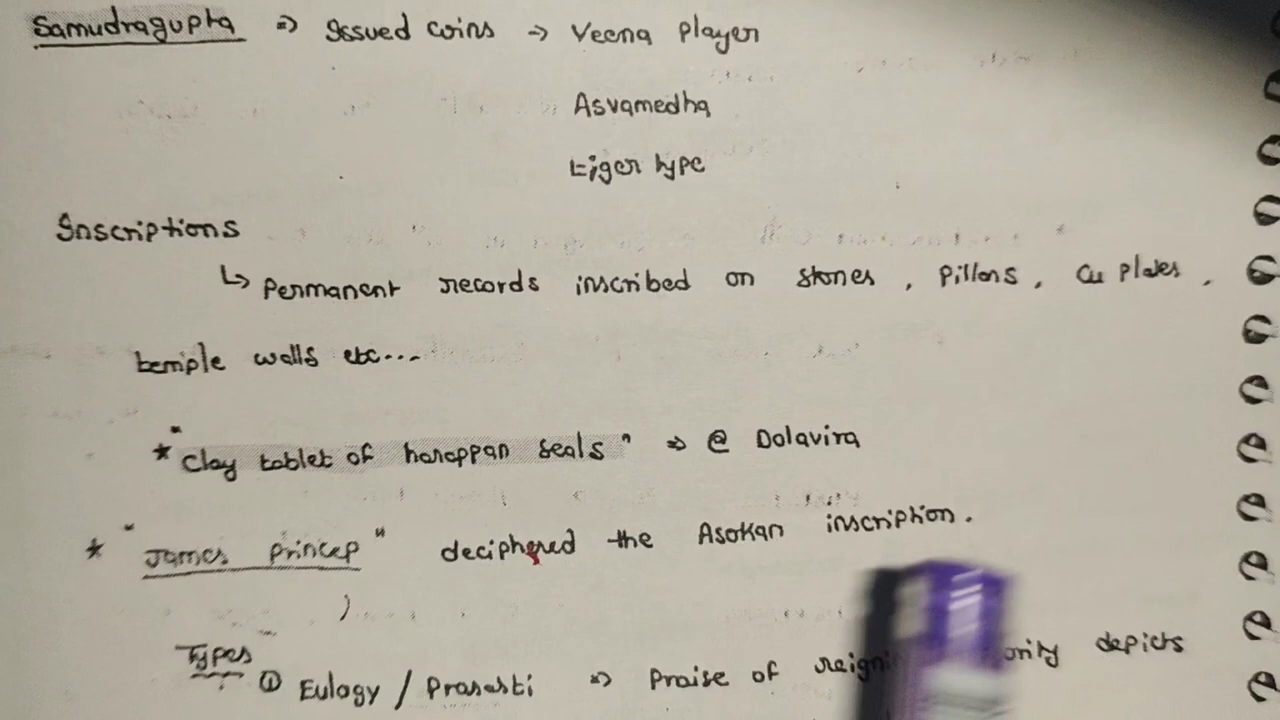 Samudragupta ⇒ Issued coins → Veena Player
Asvamedha
tiger type
Inscriptions
↳ Permanent records inscribed on stones, Pillars, Cu plates,
temple walls etc...
* "Clay tablet of harappan seals" ⇒ @ Dolavira
* "James Princep" deciphered the Asokan inscription.
Types
① Eulogy / Prasasti ⇒ Praise of depicts